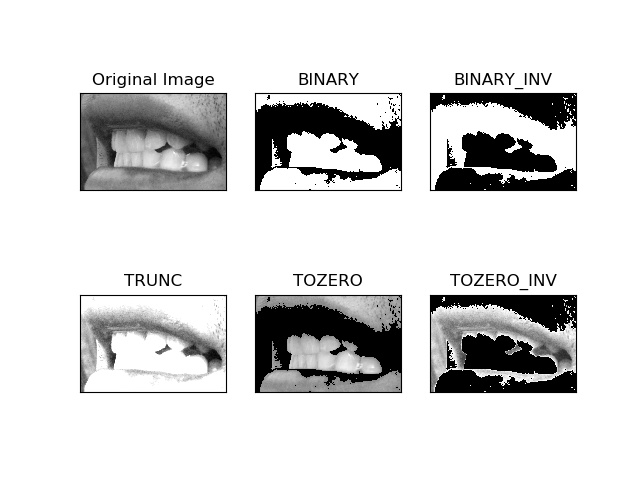 Original Image
BINARY
BINARY_INV
TRUNC
TOZERO
TOZERO_INV